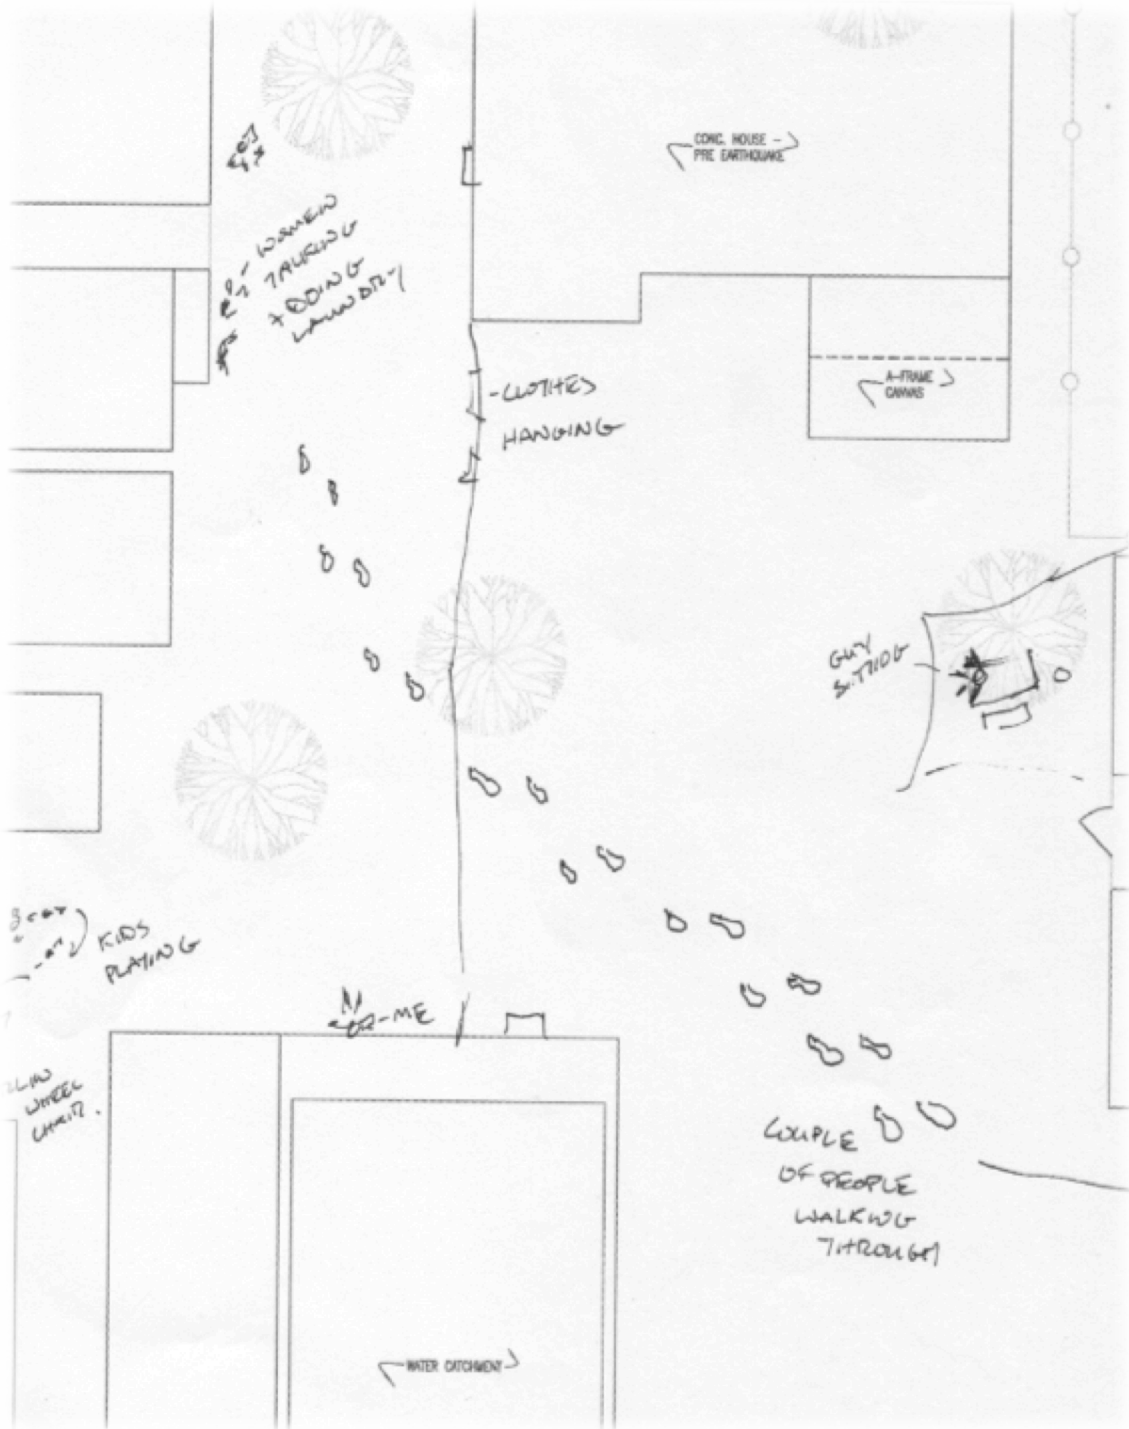 CONC. HOUSE -
PRE EARTHQUAKE
- WOMEN
TALKING
+ DOING
LAUNDRY
A-FRAME
CANVAS
- CLOTHES
HANGING
GUY
SITTING
KIDS
PLAYING
- ME
IN
WHEEL
CHAIR.
COUPLE
OF PEOPLE
WALKING
THROUGH
WATER CATCHMENT